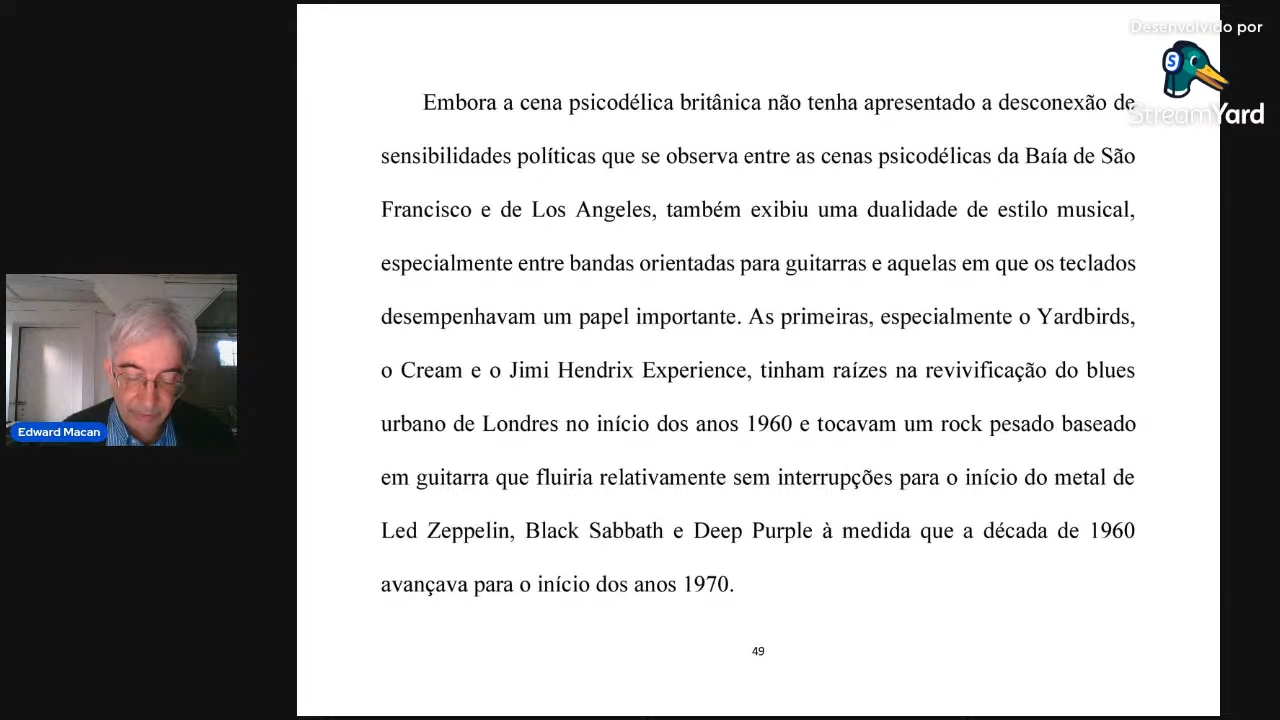 Desenvolvido por
StreamYard
Embora a cena psicodélica britânica não tenha apresentado a desconexão de
sensibilidades políticas que se observa entre as cenas psicodélicas da Baía de São
Francisco e de Los Angeles, também exibiu uma dualidade de estilo musical,
especialmente entre bandas orientadas para guitarras e aquelas em que os teclados
desempenhavam um papel importante. As primeiras, especialmente o Yardbirds,
o Cream e o Jimi Hendrix Experience, tinham raízes na revivificação do blues
urbano de Londres no início dos anos 1960 e tocavam um rock pesado baseado
em guitarra que fluiria relativamente sem interrupções para o início do metal de
Led Zeppelin, Black Sabbath e Deep Purple à medida que a década de 1960
avançava para o início dos anos 1970.
49
Edward Macan
S